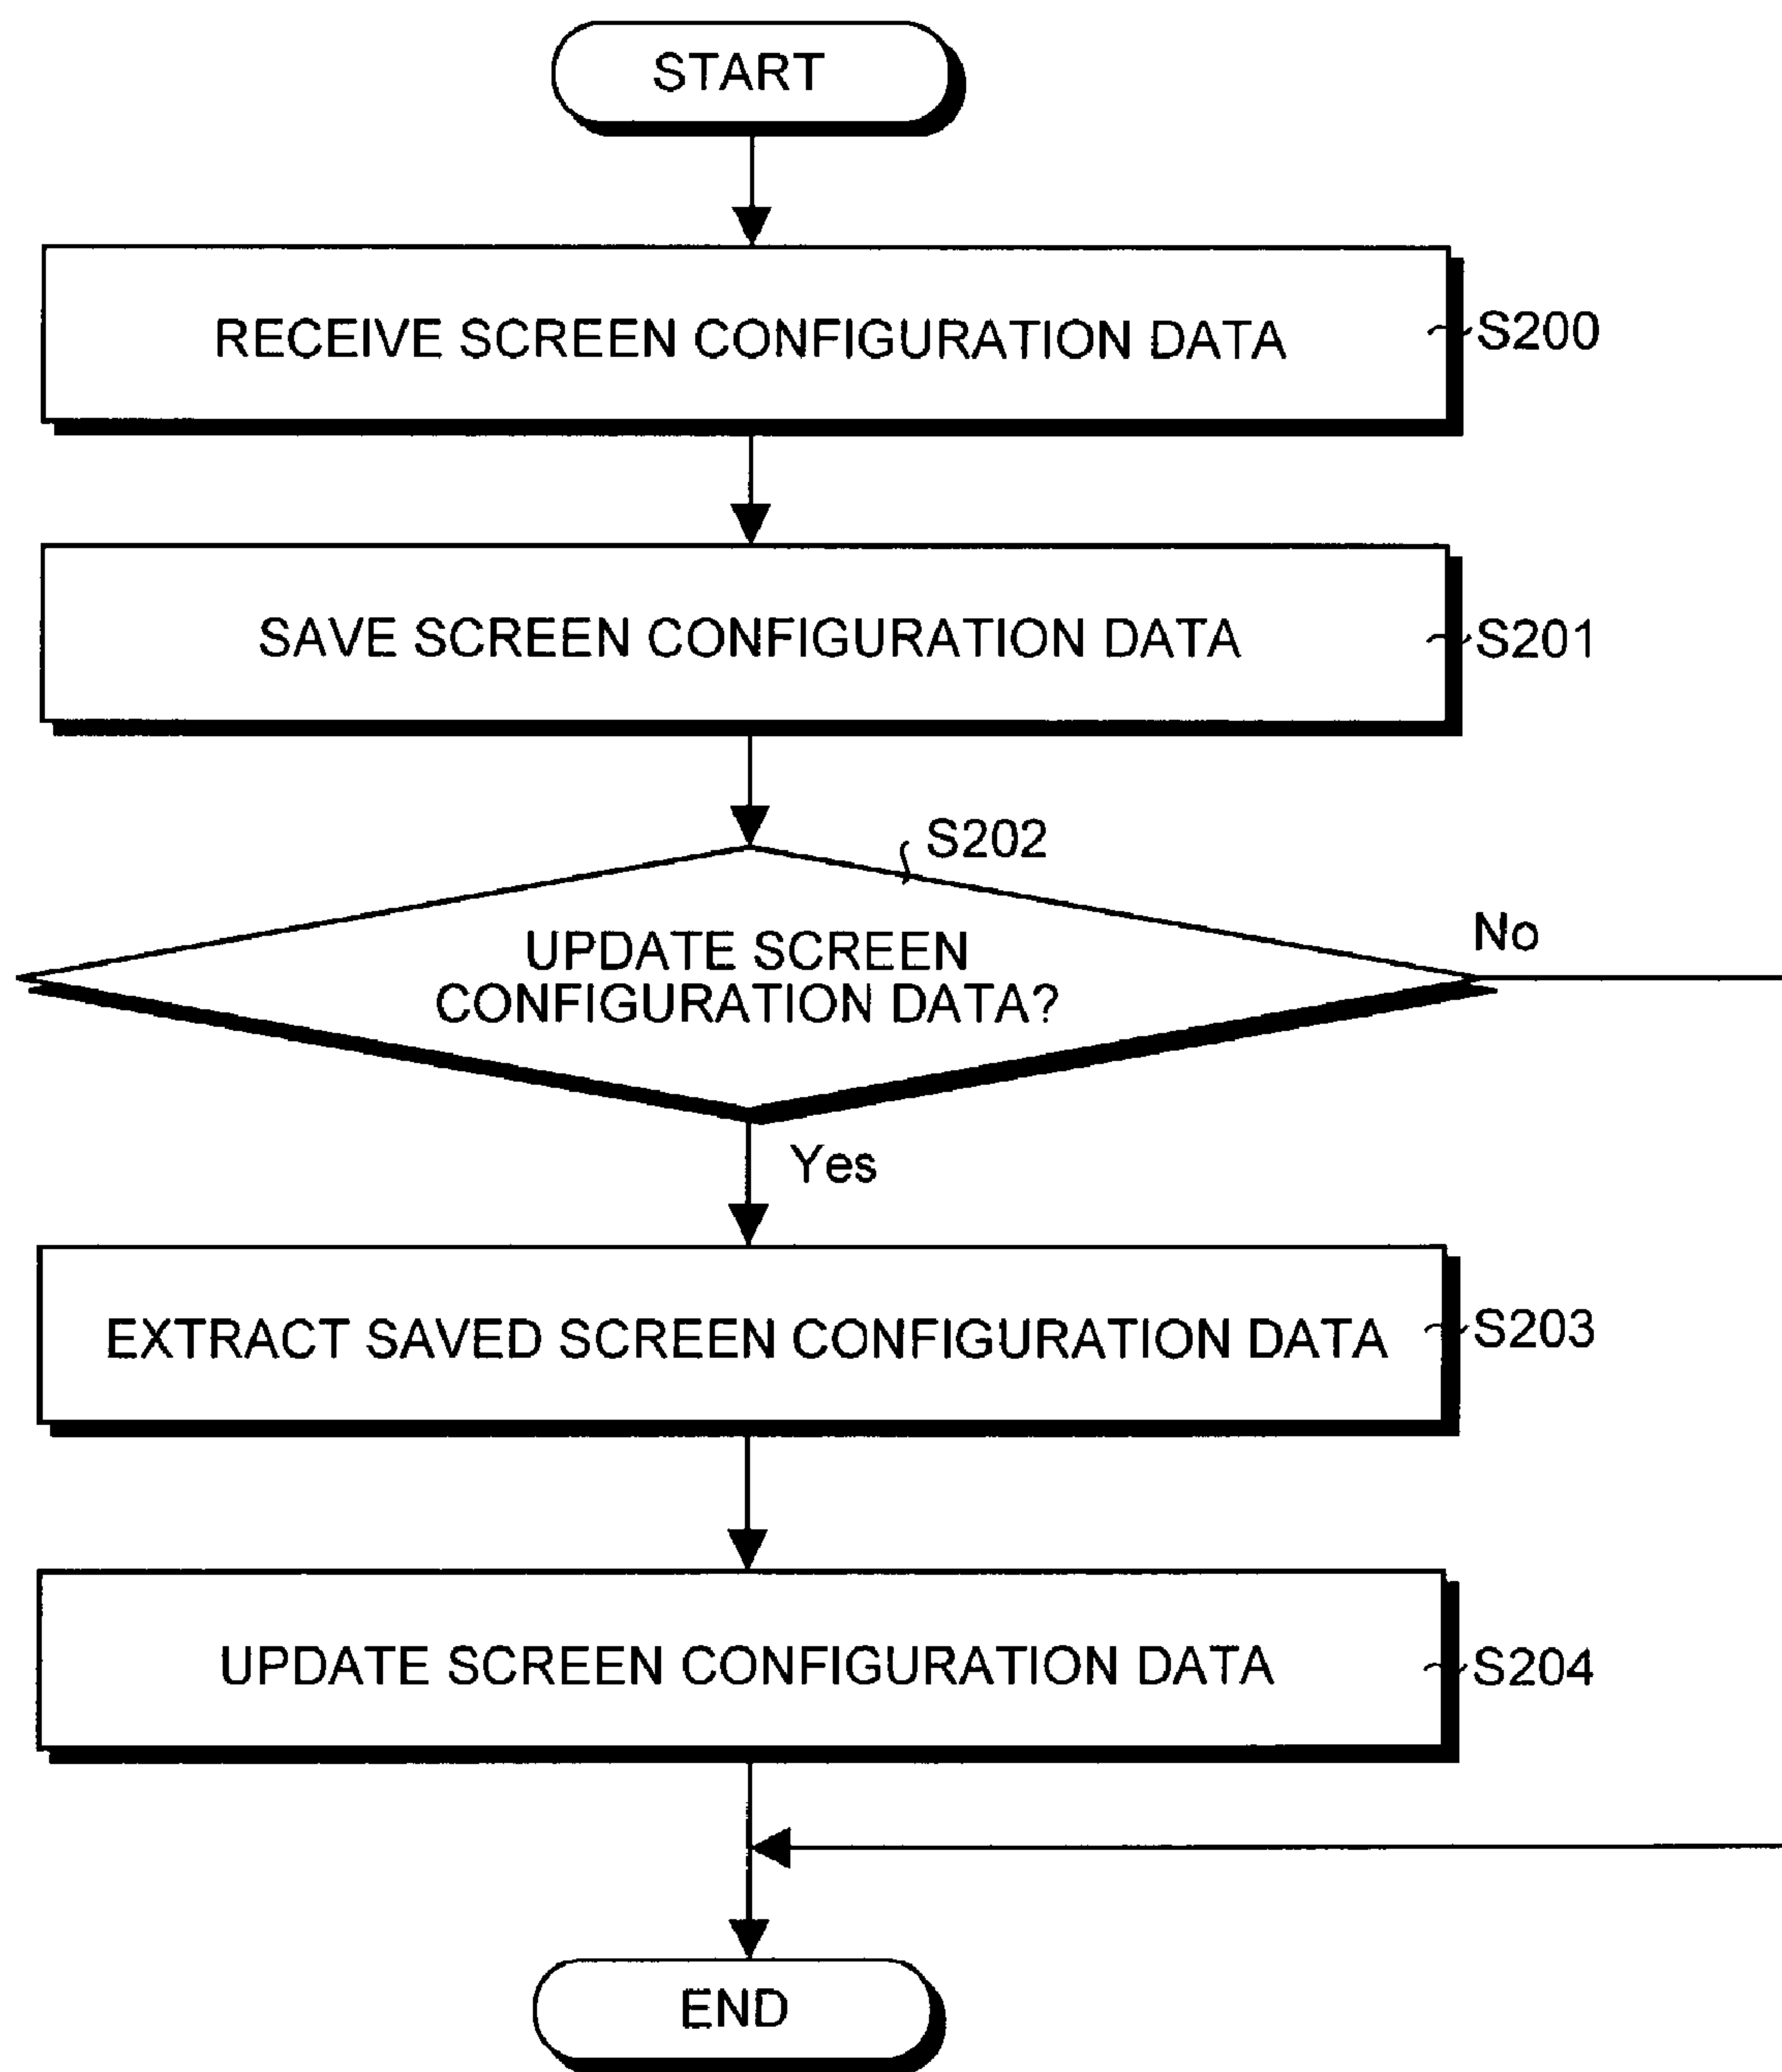 START
RECEIVE SCREEN CONFIGURATION DATA
S200
SAVE SCREEN CONFIGURATION DATA
S201
S202
UPDATE SCREEN
CONFIGURATION DATA?
No
Yes
EXTRACT SAVED SCREEN CONFIGURATION DATA
S203
UPDATE SCREEN CONFIGURATION DATA
S204
END